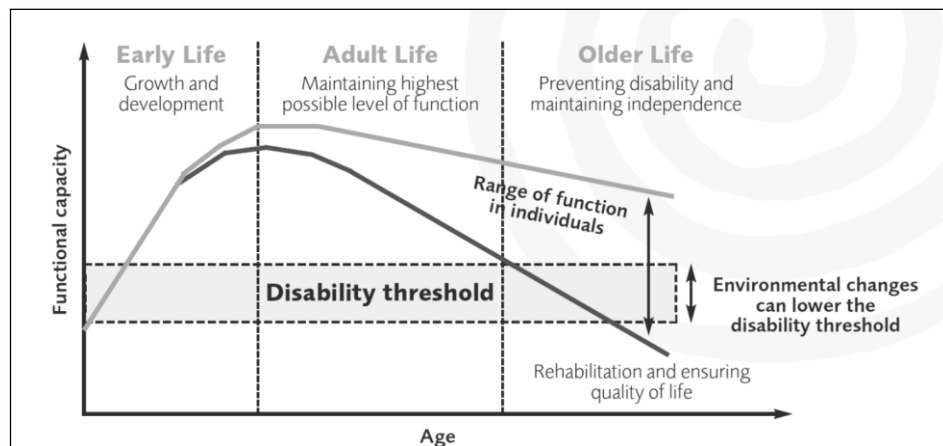 Early Life
Growth and
development
Adult Life
Maintaining highest
possible level of function
Older Life
Preventing disability and
maintaining independence
Functional capacity
Range of function
in individuals
Disability threshold
Environmental changes
can lower the
disability threshold
Rehabilitation and ensuring
quality of life
Age